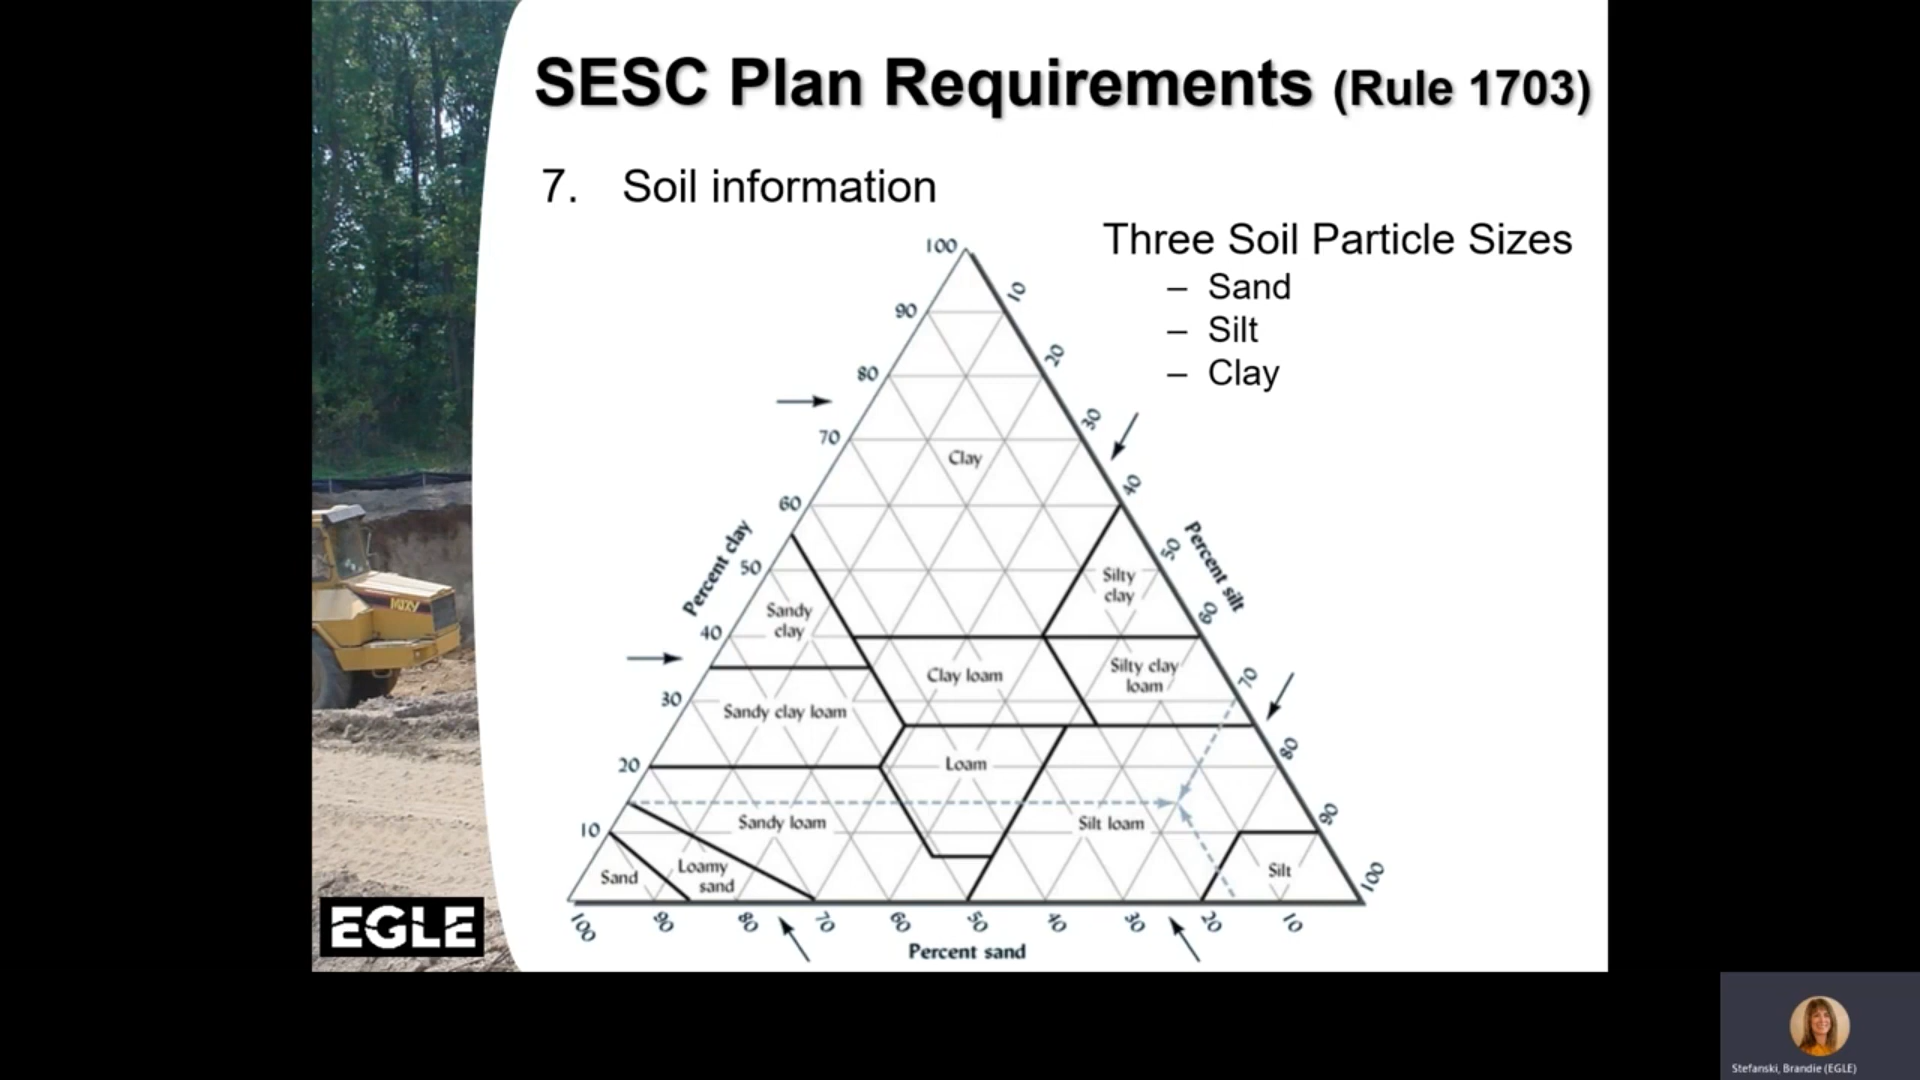 SESC Plan Requirements (Rule 1703)
7. Soil information
Three Soil Particle Sizes
– Sand
– Silt
– Clay
100
90
80
70
60
50
40
30
20
10
Percent clay
10
20
30
40
50
60
70
80
90
100
Percent silt
Clay
Silty
clay
Sandy
clay
Clay loam
Silty clay
loam
Sandy clay loam
Loam
Sandy loam
Silt loam
Sand
Loamy
sand
Silt
100
90
80
70
60
50
40
30
20
10
Percent sand
EGLE
Stefanski, Brandie (EGLE)